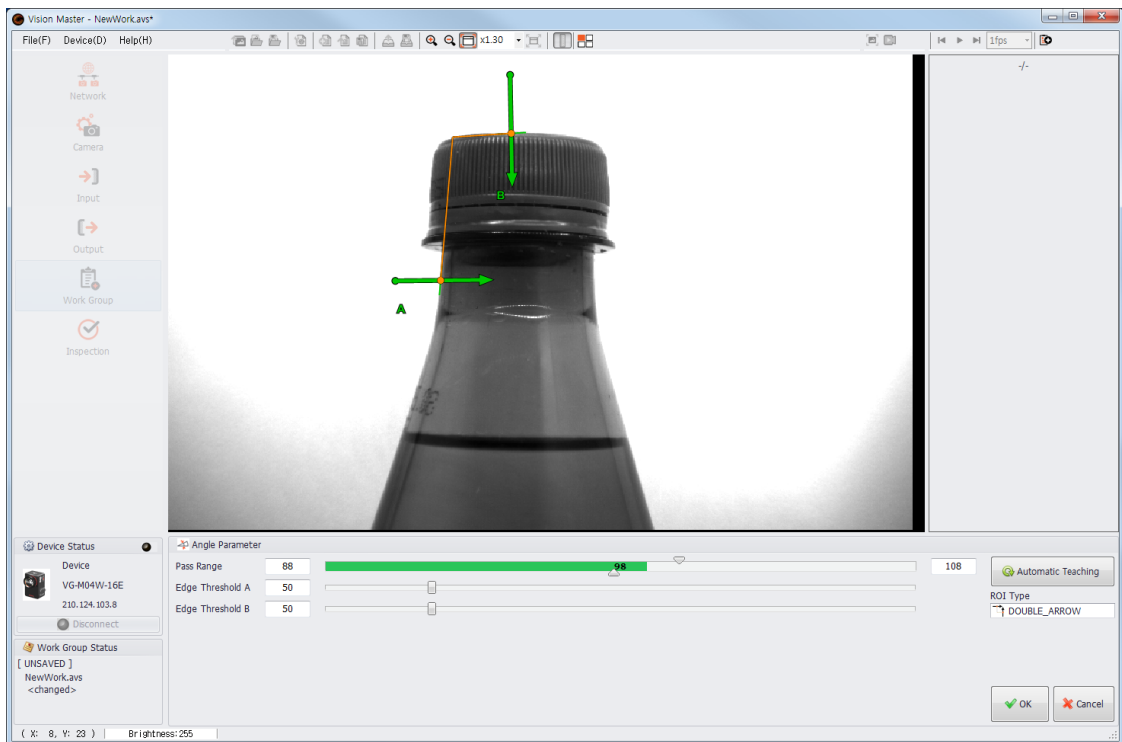 Vision Master - NewWork.avs*
File(F) Device(D) Help(H)
x1.30
1fps
Network
Camera
Input
Output
Work Group
Inspection
-/-
B
A
Device Status
Device
VG-M04W-16E
210.124.103.8
Disconnect
Work Group Status
[ UNSAVED ]
NewWork.avs
<changed>
Angle Parameter
Pass Range 88 98 108
Edge Threshold A 50
Edge Threshold B 50
Automatic Teaching
ROI Type
DOUBLE_ARROW
OK Cancel
( X: 8, Y: 23 ) Brightness:255